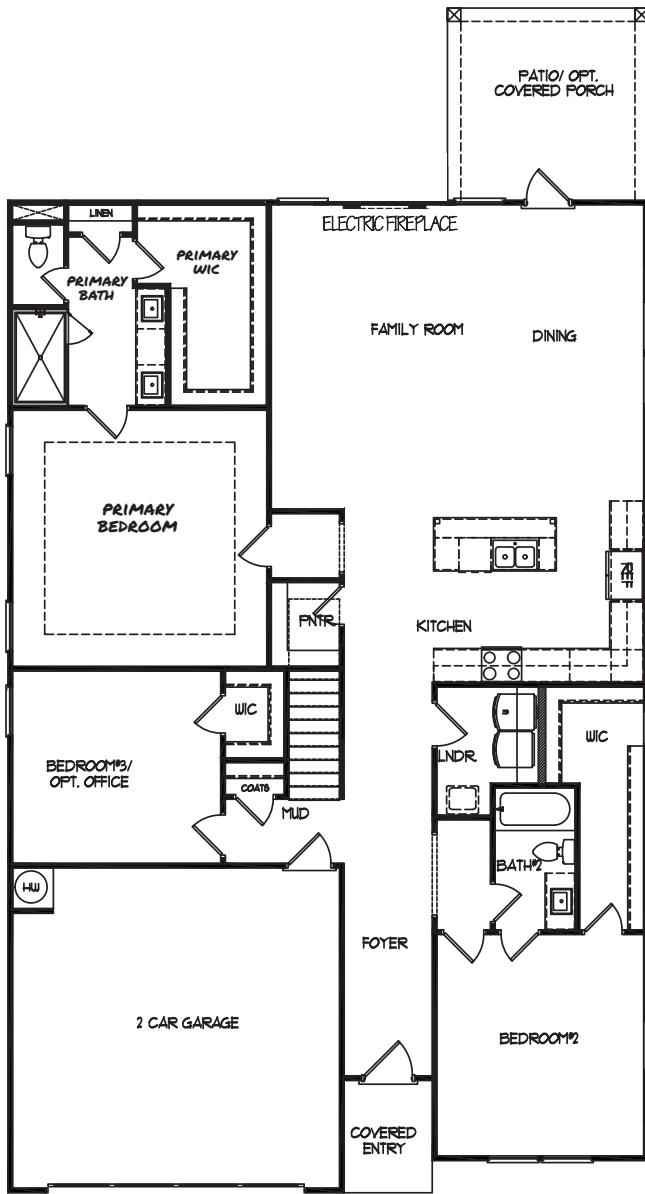 PATIO/ OPT.
COVERED PORCH
LINEN
ELECTRIC FIREPLACE
PRIMARY
WIC
PRIMARY
BATH
FAMILY ROOM
DINING
PRIMARY
BEDROOM
REF
PNTR
KITCHEN
WIC
WIC
LNDR
BEDROOM#3/
OPT. OFFICE
COATS
MUD
BATH#2
HW
FOYER
2 CAR GARAGE
BEDROOM#2
COVERED
ENTRY